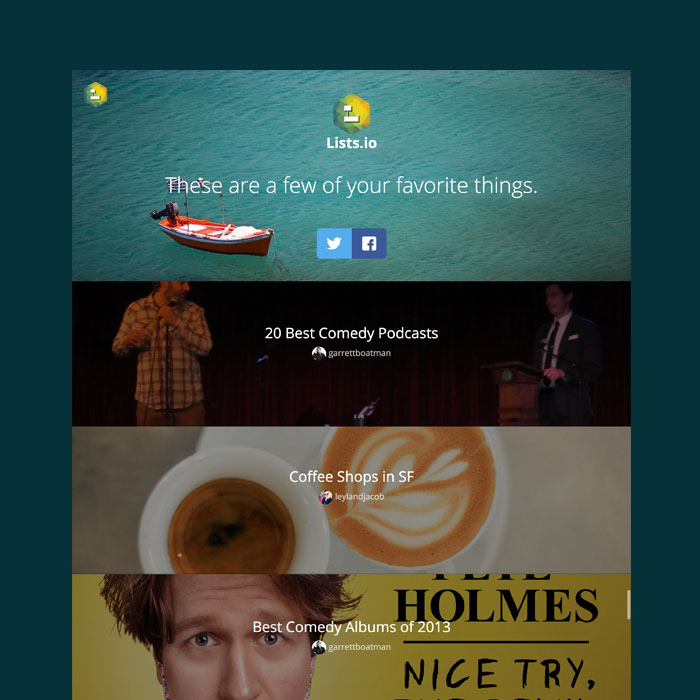 Lists.io
These are a few of your favorite things.
20 Best Comedy Podcasts
garrettboatman
Coffee Shops in SF
leylandjacob
HOLMES
Best Comedy Albums of 2013
garrettboatman
NICE TRY,